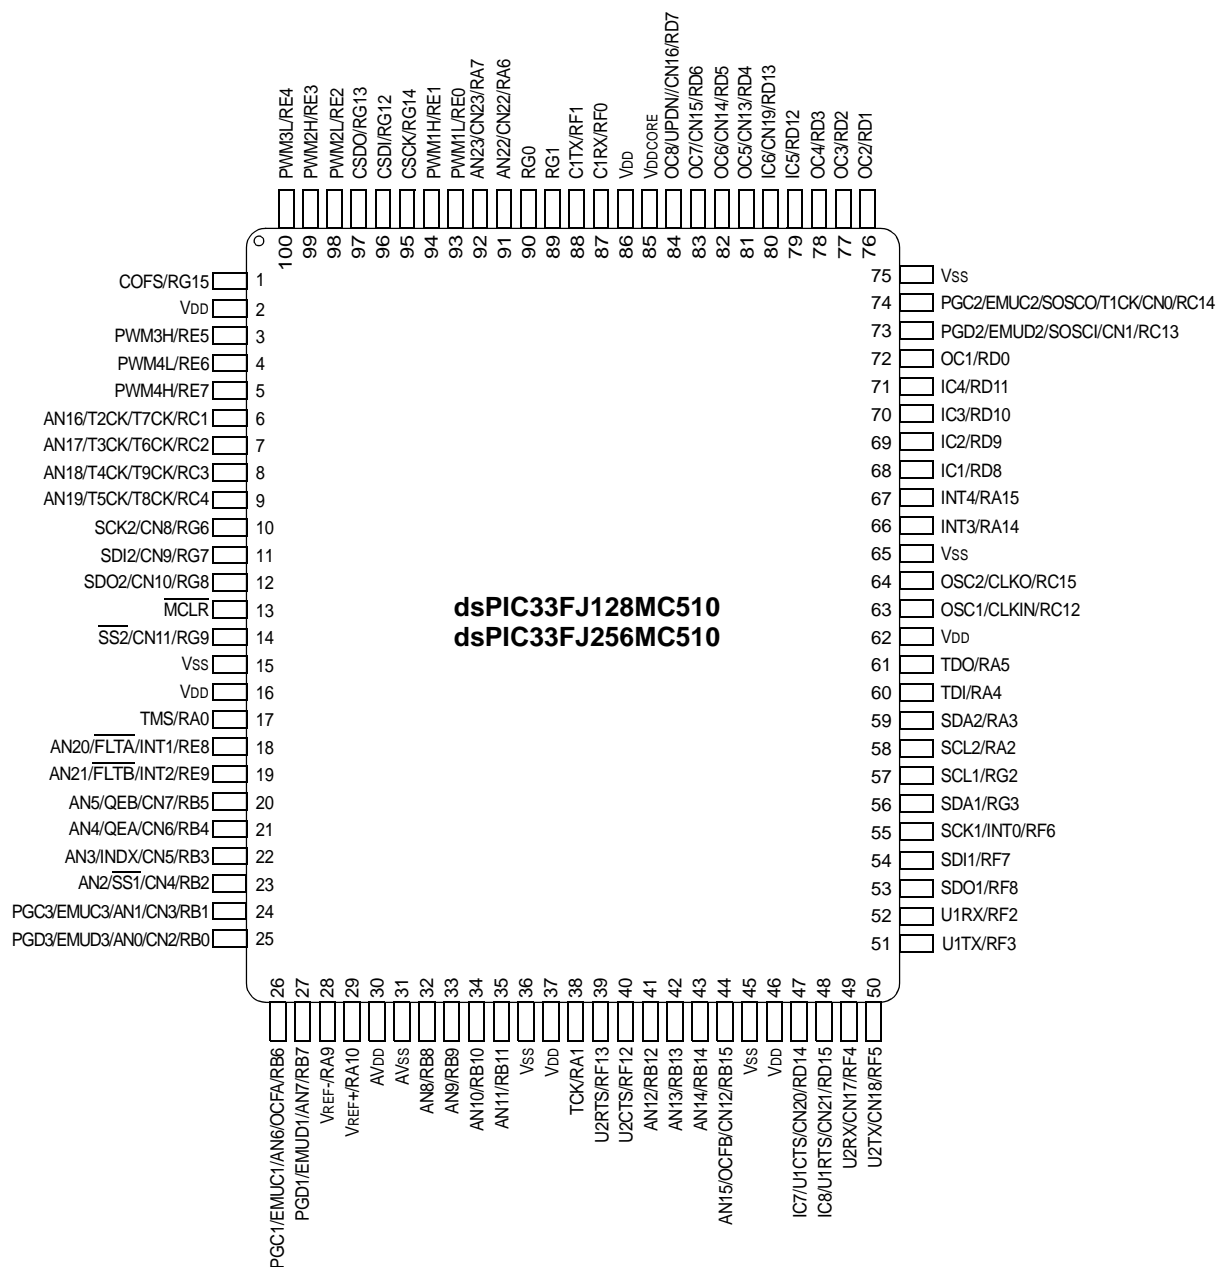 PWM3L/RE4
PWM2H/RE3
PWM2L/RE2
CSDO/RG13
CSDI/RG12
CSCK/RG14
PWM1H/RE1
PWM1L/RE0
AN23/CN23/RA7
AN22/CN22/RA6
RG0
RG1
C1TX/RF1
C1RX/RF0
VDD
VDDCORE
OC8/UPDN//CN16/RD7
OC7/CN15/RD6
OC6/CN14/RD5
OC5/CN13/RD4
IC6/CN19/RD13
IC5/RD12
OC4/RD3
OC3/RD2
OC2/RD1
100
99
98
97
96
95
94
93
92
91
90
89
88
87
86
85
84
83
82
81
80
79
78
77
76
COFS/RG15 1
VDD 2
PWM3H/RE5 3
PWM4L/RE6 4
PWM4H/RE7 5
AN16/T2CK/T7CK/RC1 6
AN17/T3CK/T6CK/RC2 7
AN18/T4CK/T9CK/RC3 8
AN19/T5CK/T8CK/RC4 9
SCK2/CN8/RG6 10
SDI2/CN9/RG7 11
SDO2/CN10/RG8 12
MCLR 13
SS2/CN11/RG9 14
VSS 15
VDD 16
TMS/RA0 17
AN20/FLTA/INT1/RE8 18
AN21/FLTB/INT2/RE9 19
AN5/QEB/CN7/RB5 20
AN4/QEA/CN6/RB4 21
AN3/INDX/CN5/RB3 22
AN2/SS1/CN4/RB2 23
PGC3/EMUC3/AN1/CN3/RB1 24
PGD3/EMUD3/AN0/CN2/RB0 25
dsPIC33FJ128MC510
dsPIC33FJ256MC510
75 VSS
74 PGC2/EMUC2/SOSCO/T1CK/CN0/RC14
73 PGD2/EMUD2/SOSCI/CN1/RC13
72 OC1/RD0
71 IC4/RD11
70 IC3/RD10
69 IC2/RD9
68 IC1/RD8
67 INT4/RA15
66 INT3/RA14
65 VSS
64 OSC2/CLKO/RC15
63 OSC1/CLKIN/RC12
62 VDD
61 TDO/RA5
60 TDI/RA4
59 SDA2/RA3
58 SCL2/RA2
57 SCL1/RG2
56 SDA1/RG3
55 SCK1/INT0/RF6
54 SDI1/RF7
53 SDO1/RF8
52 U1RX/RF2
51 U1TX/RF3
26
27
28
29
30
31
32
33
34
35
36
37
38
39
40
41
42
43
44
45
46
47
48
49
50
PGC1/EMUC1/AN6/OCFA/RB6
PGD1/EMUD1/AN7/RB7
VREF-/RA9
VREF+/RA10
AVDD
AVSS
AN8/RB8
AN9/RB9
AN10/RB10
AN11/RB11
VSS
VDD
TCK/RA1
U2RTS/RF13
U2CTS/RF12
AN12/RB12
AN13/RB13
AN14/RB14
AN15/OCFB/CN12/RB15
VSS
VDD
IC7/U1CTS/CN20/RD14
IC8/U1RTS/CN21/RD15
U2RX/CN17/RF4
U2TX/CN18/RF5